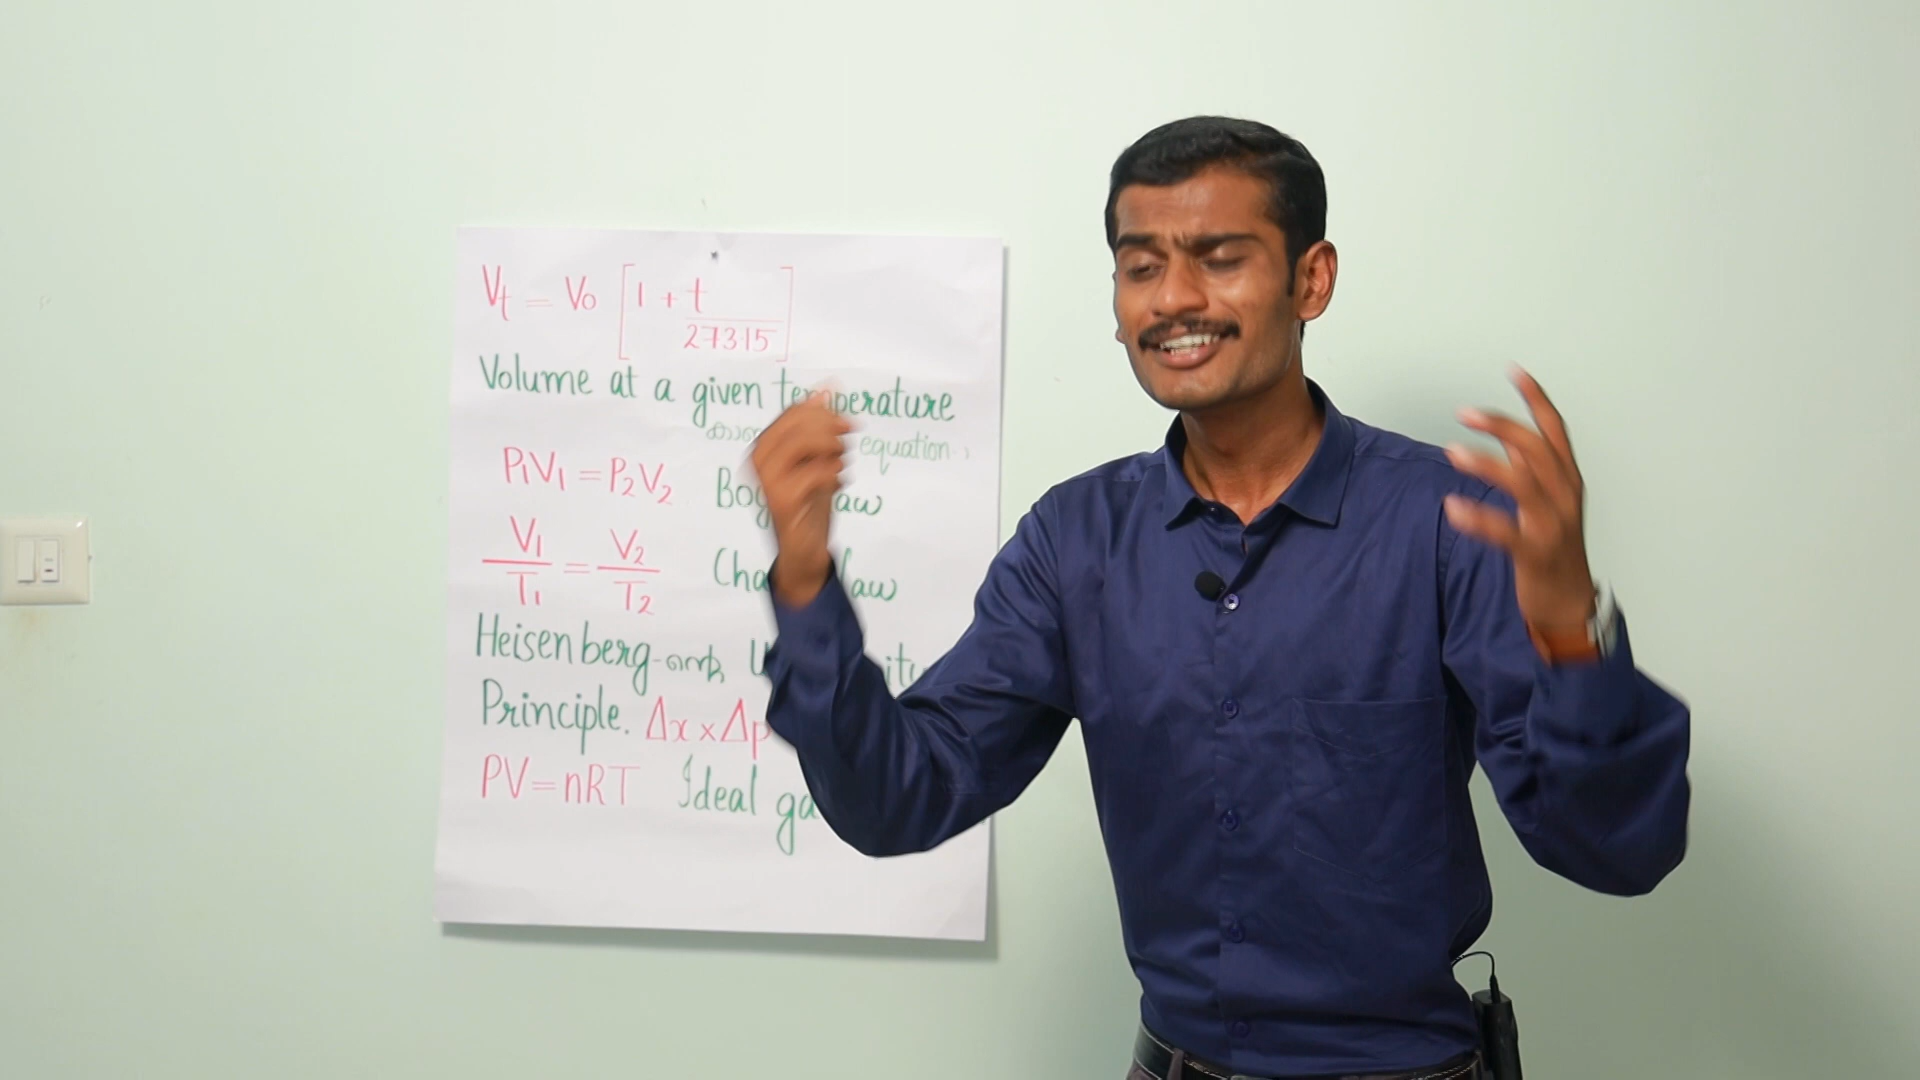 Vt = V0 [1 + t / 273.15]
Volume at a given temperature
equation
P1V1 = P2V2
V1/T1 = V2/T2
Heisenberg-ന്റെ
Principle. Δx × Δp
PV = nRT Ideal